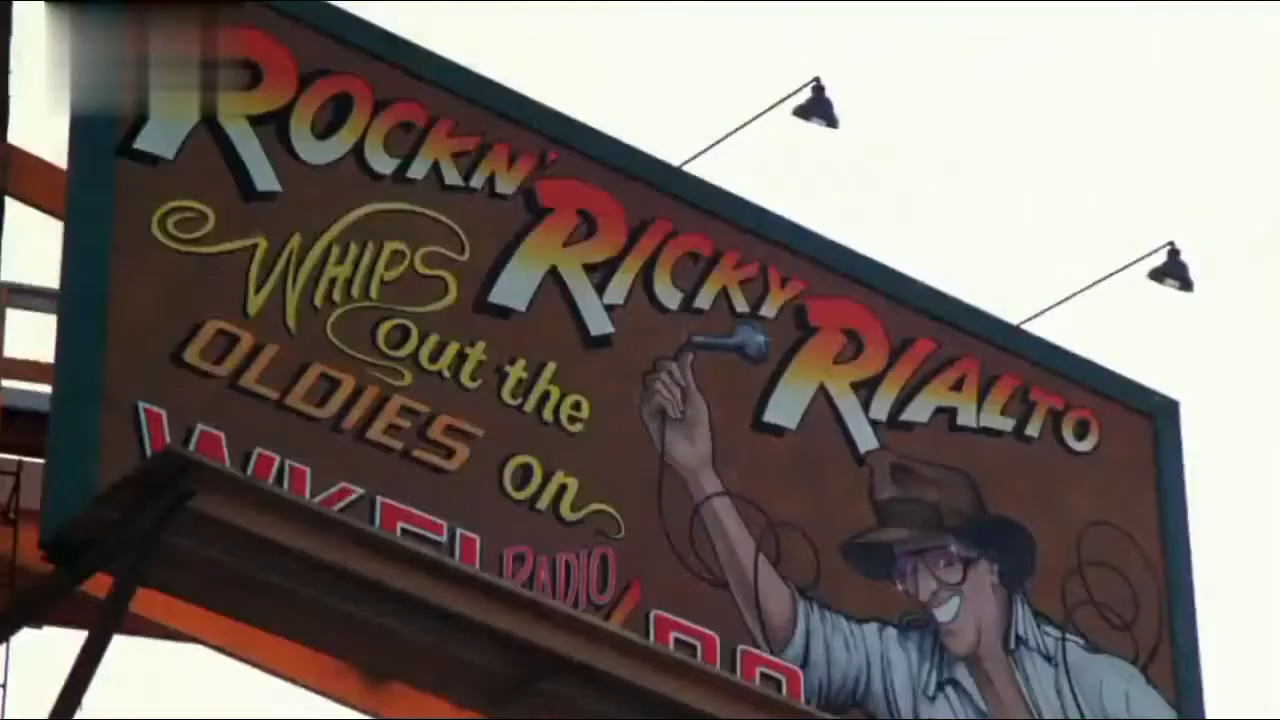 ROCKN' RICKY RIALTO
WHIPS
out the
OLDIES on
RADIO